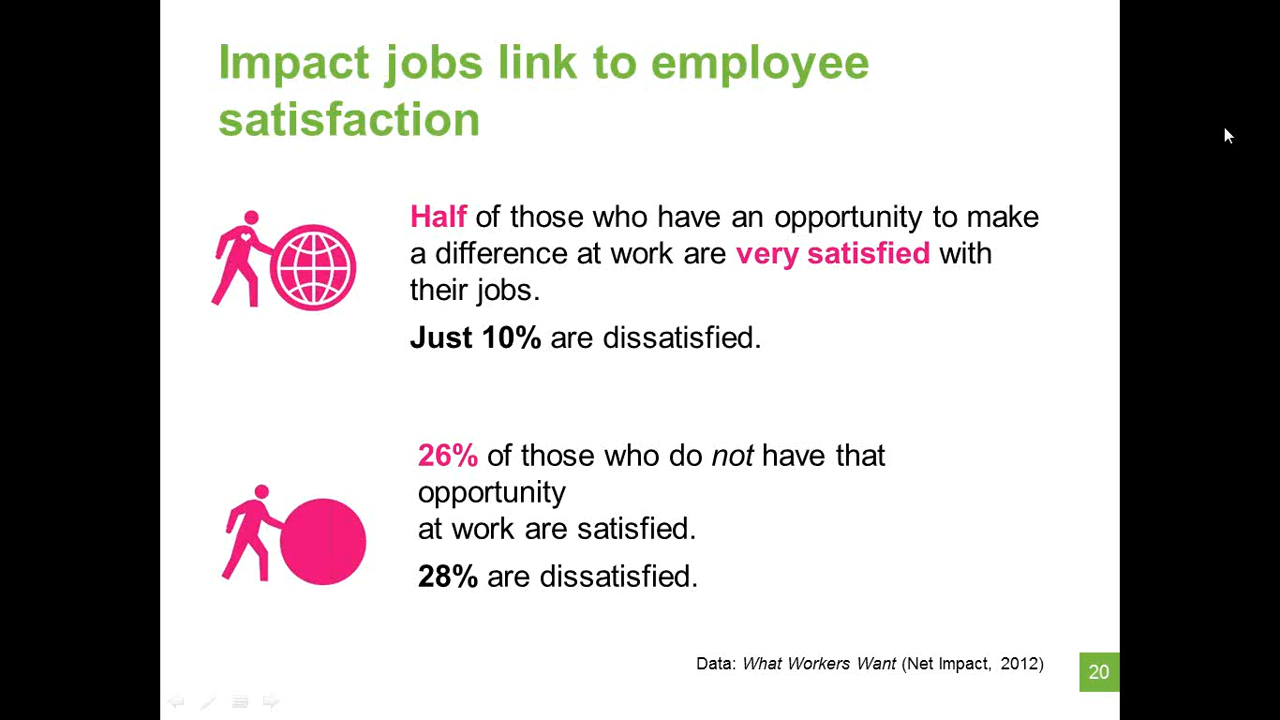 Impact jobs link to employee
satisfaction
Half of those who have an opportunity to make
a difference at work are very satisfied with
their jobs.
Just 10% are dissatisfied.
26% of those who do not have that
opportunity
at work are satisfied.
28% are dissatisfied.
Data: What Workers Want (Net Impact, 2012)
20